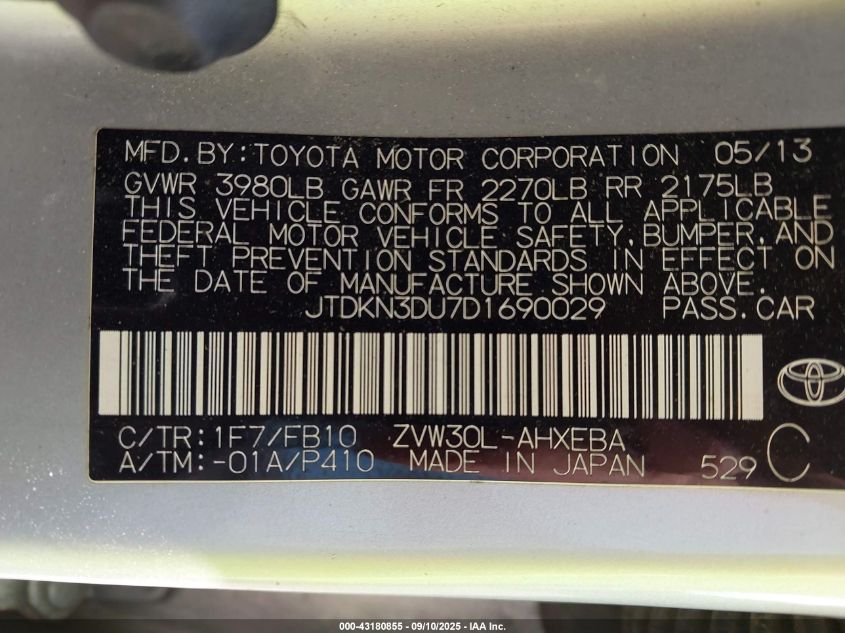 MFD.BY:TOYOTA MOTOR CORPORATION 05/13
GVWR 3980LB GAWR FR 2270LB RR 2175LB
THIS VEHICLE CONFORMS TO ALL APPLICABLE
FEDERAL MOTOR VEHICLE SAFETY,BUMPER,AND
THEFT PREVENTION STANDARDS IN EFFECT ON
THE DATE OF MANUFACTURE SHOWN ABOVE.
JTDKN3DU7D1690029 PASS.CAR
C/TR:1F7/FB10 ZVW30L-AHXEBA
A/TM:-01A/P410 MADE IN JAPAN 529 C
000-43180855 - 09/10/2025 - IAA Inc.